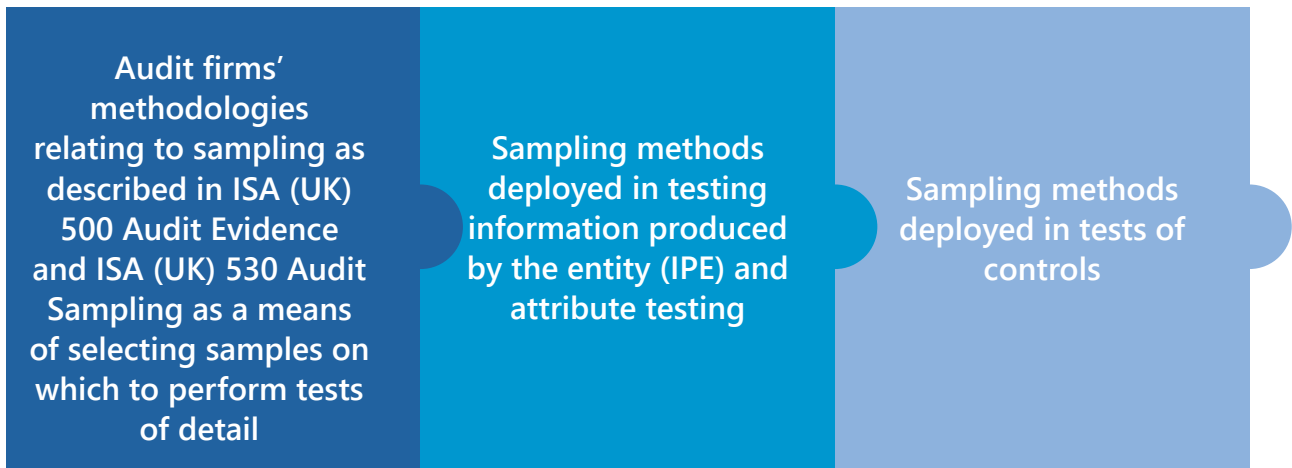 Audit firms’
methodologies
relating to sampling as
described in ISA (UK)
500 Audit Evidence
and ISA (UK) 530 Audit
Sampling as a means
of selecting samples on
which to perform tests
of detail
Sampling methods
deployed in testing
information produced
by the entity (IPE) and
attribute testing
Sampling methods
deployed in tests of
controls